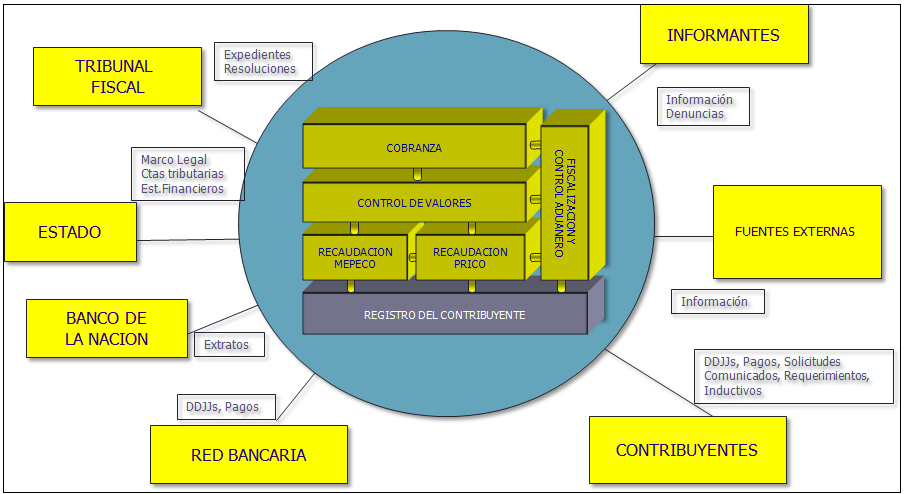 TRIBUNAL
FISCAL
Expedientes
Resoluciones
INFORMANTES
Información
Denuncias
Marco Legal
Ctas tributarias
Est.Financieros
ESTADO
COBRANZA
CONTROL DE VALORES
RECAUDACION
MEPECO
RECAUDACION
PRICO
FISCALIZACION Y
CONTROL ADUANERO
REGISTRO DEL CONTRIBUYENTE
FUENTES EXTERNAS
Información
BANCO DE
LA NACION
Extratos
DDJJs, Pagos, Solicitudes
Comunicados, Requerimientos,
Inductivos
DDJJs, Pagos
RED BANCARIA
CONTRIBUYENTES